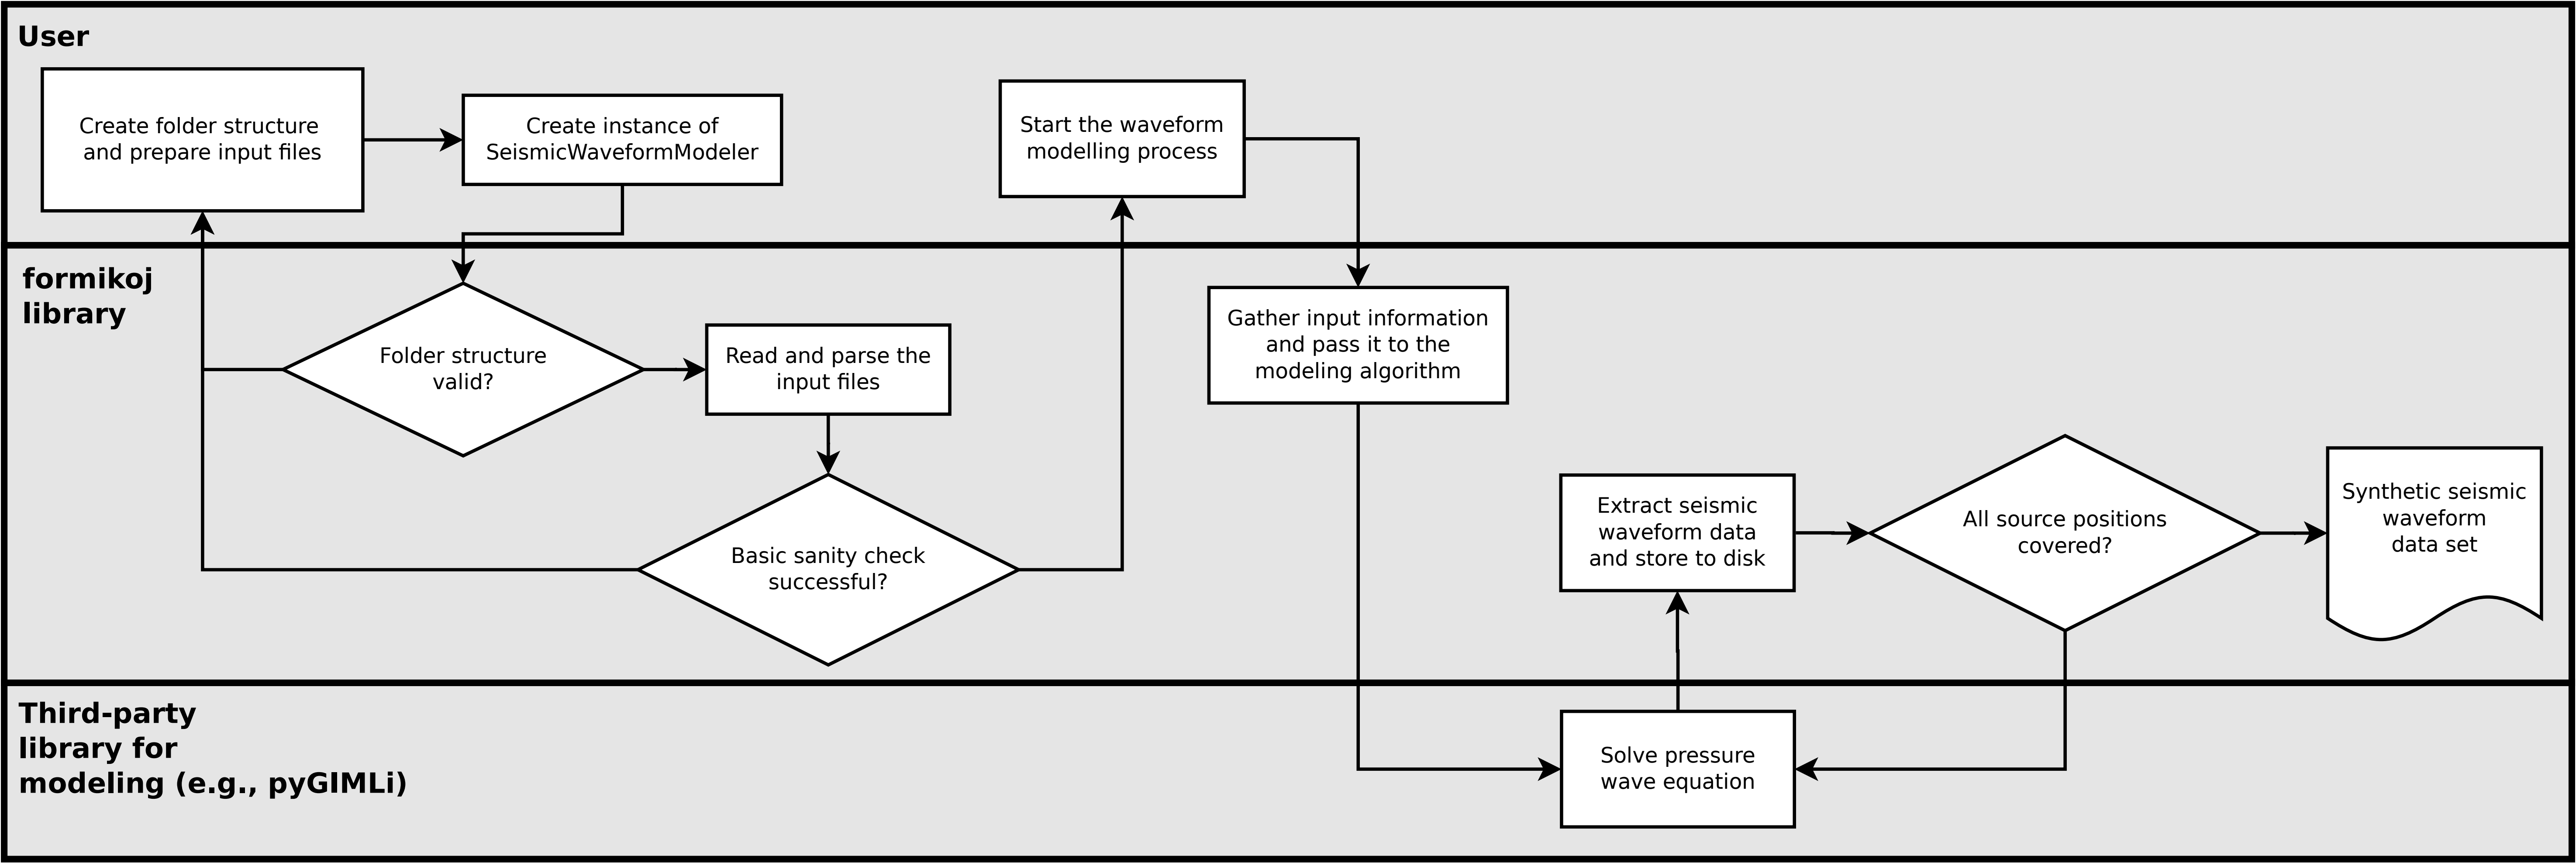 User
Create folder structure
and prepare input files
Create instance of
SeismicWaveformModeler
Start the waveform
modelling process
formikoj
library
Folder structure
valid?
Read and parse the
input files
Basic sanity check
successful?
Gather input information
and pass it to the
modeling algorithm
Extract seismic
waveform data
and store to disk
All source positions
covered?
Synthetic seismic
waveform
data set
Third-party
library for
modeling (e.g., pyGIMLi)
Solve pressure
wave equation